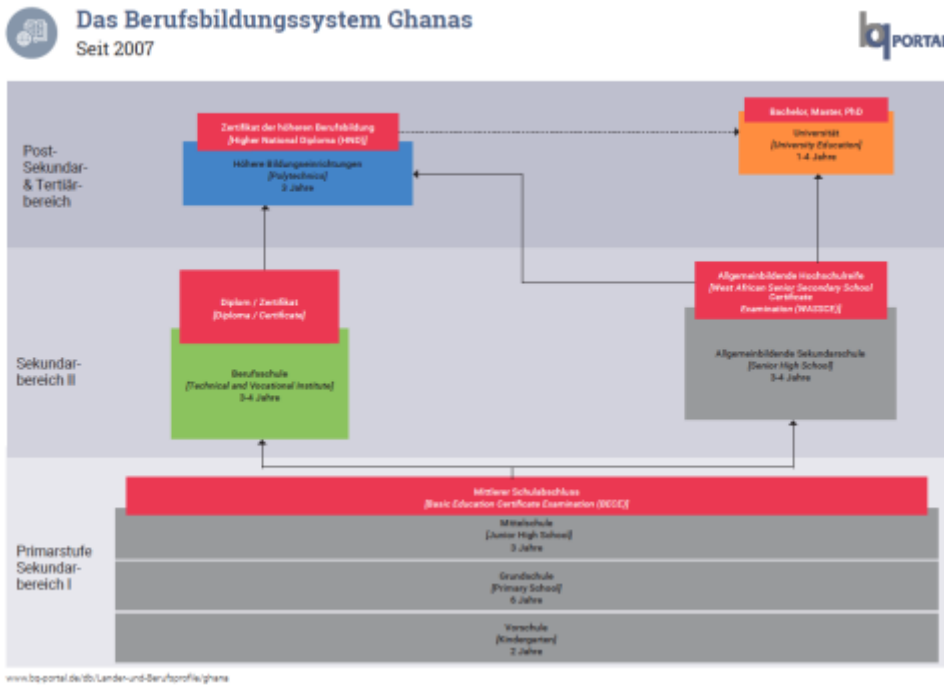 Das Berufsbildungssystem Ghanas
Seit 2007
bq PORTAL
Post-
Sekundar-
& Tertiär-
bereich
Zertifikat der höheren Berufsbildung
[Higher National Diploma (HND)]
Höhere Bildungseinrichtungen
[Polytechnics]
3 Jahre
Bachelor, Master, PhD
Universität
[University Education]
1-4 Jahre
Sekundar-
bereich II
Diplom / Zertifikat
[Diploma / Certificate]
Berufsschule
[Technical and Vocational Institute]
3-4 Jahre
Allgemeinbildende Hochschulreife
[West African Senior Secondary School
Certificate
Examination (WASSCE)]
Allgemeinbildende Sekundarschule
[Senior High School]
3-4 Jahre
Primarstufe
Sekundar-
bereich I
Mittlerer Schulabschluss
[Basic Education Certificate Examination (BECE)]
Mittelschule
[Junior High School]
3 Jahre
Grundschule
[Primary School]
6 Jahre
Vorschule
[Kindergarten]
2 Jahre
www.bq-portal.de/db/Länder-und-Berufsprofile/ghana